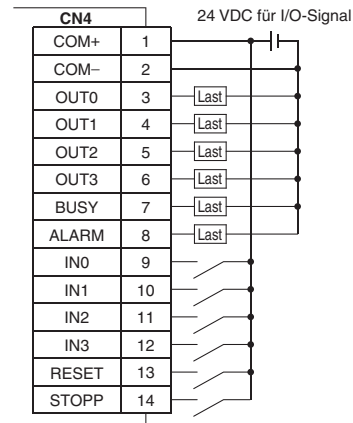 CN4
24 VDC für I/O-Signal
COM+ 1
COM− 2
OUT0 3 Last
OUT1 4 Last
OUT2 5 Last
OUT3 6 Last
BUSY 7 Last
ALARM 8 Last
IN0 9
IN1 10
IN2 11
IN3 12
RESET 13
STOPP 14